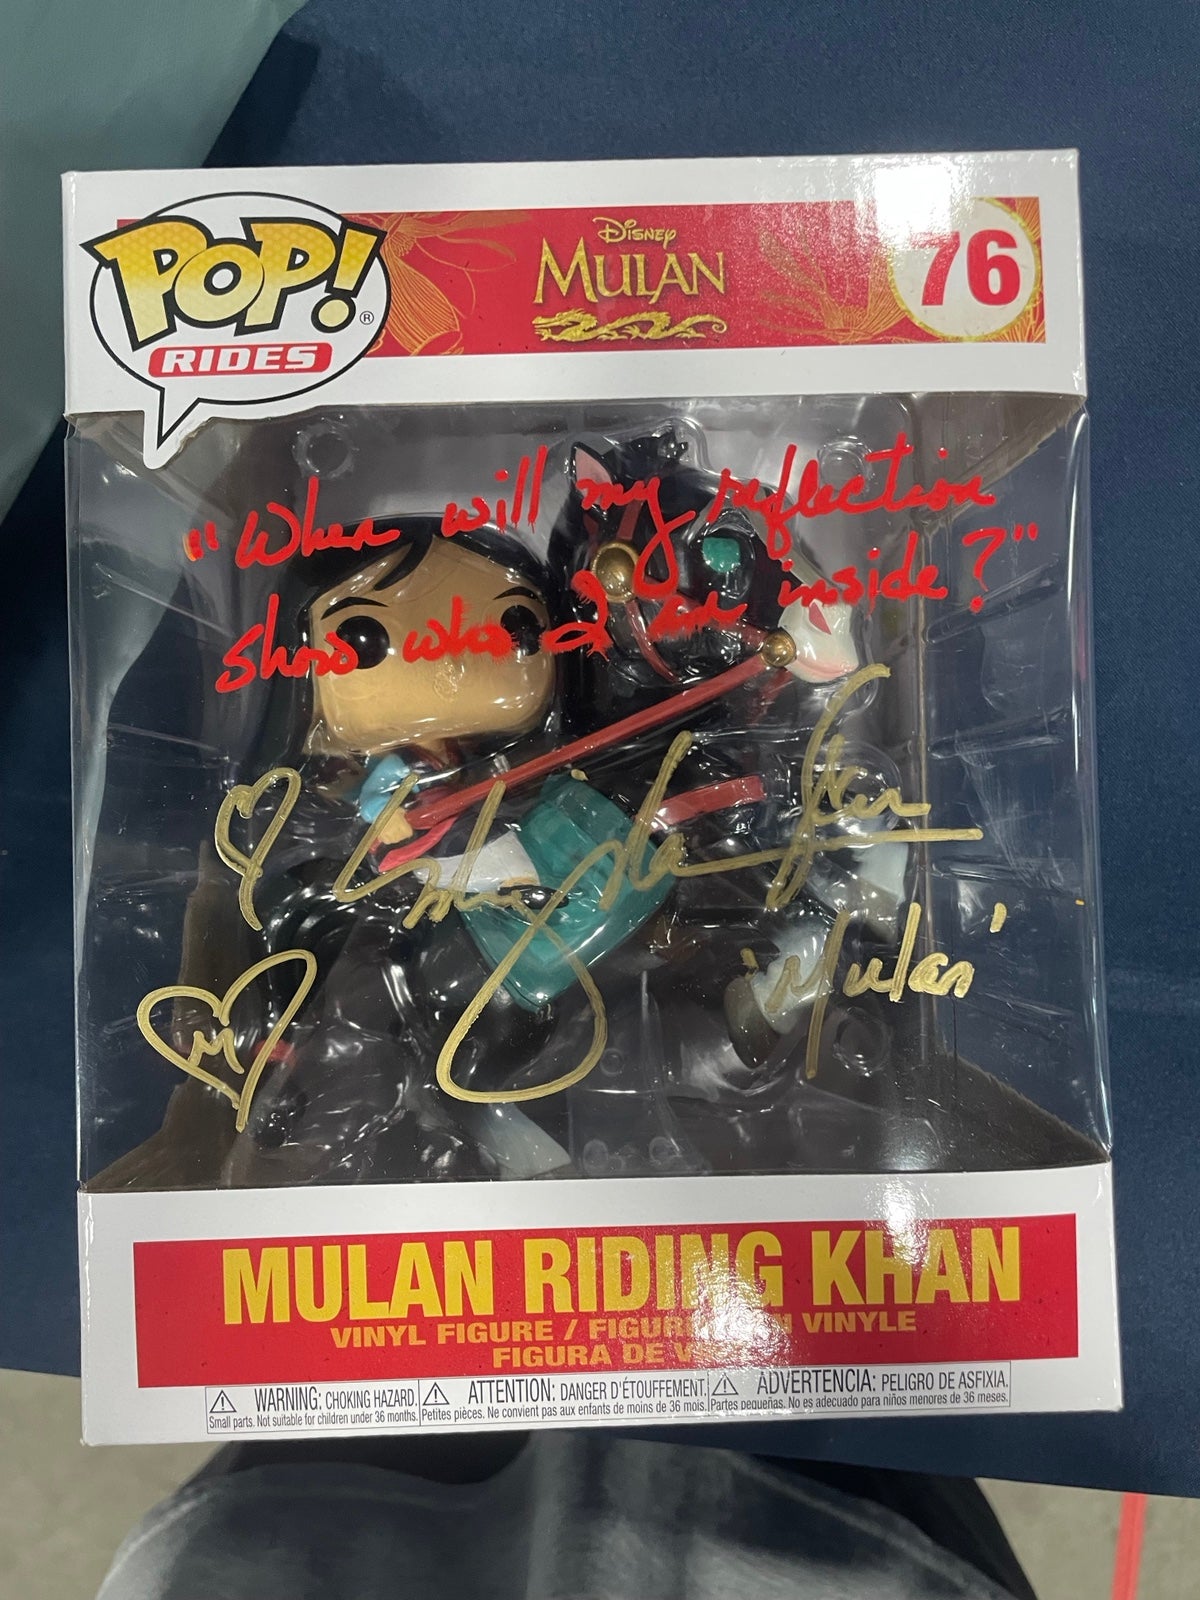 POP!®
RIDES
DISNEY
MULAN
76
"When will my reflection
show who I am inside?"
'Mulan'
M
MULAN RIDING KHAN
VINYL FIGURE / FIGURINE EN VINYLE
FIGURA DE VINILO
WARNING: CHOKING HAZARD.
Small parts. Not suitable for children under 36 months.
ATTENTION: DANGER D'ÉTOUFFEMENT.
Petites pièces. Ne convient pas aux enfants de moins de 36 mois.
ADVERTENCIA: PELIGRO DE ASFIXIA.
Partes pequeñas. No es adecuado para niños menores de 36 meses.